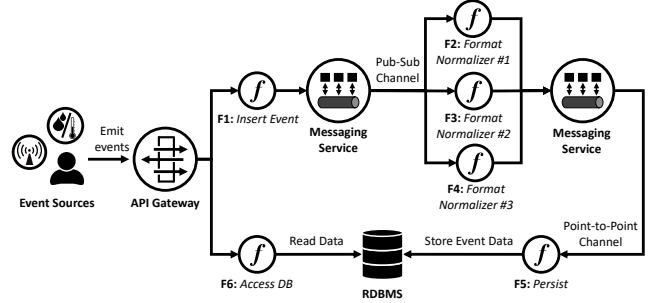 F2: Format
Normalizer #1
Pub-Sub
Channel
F1: Insert Event
Messaging
Service
F3: Format
Normalizer #2
Messaging
Service
Emit
events
Event Sources
API Gateway
F4: Format
Normalizer #3
Point-to-Point
Channel
Read Data
Store Event Data
F6: Access DB
RDBMS
F5: Persist